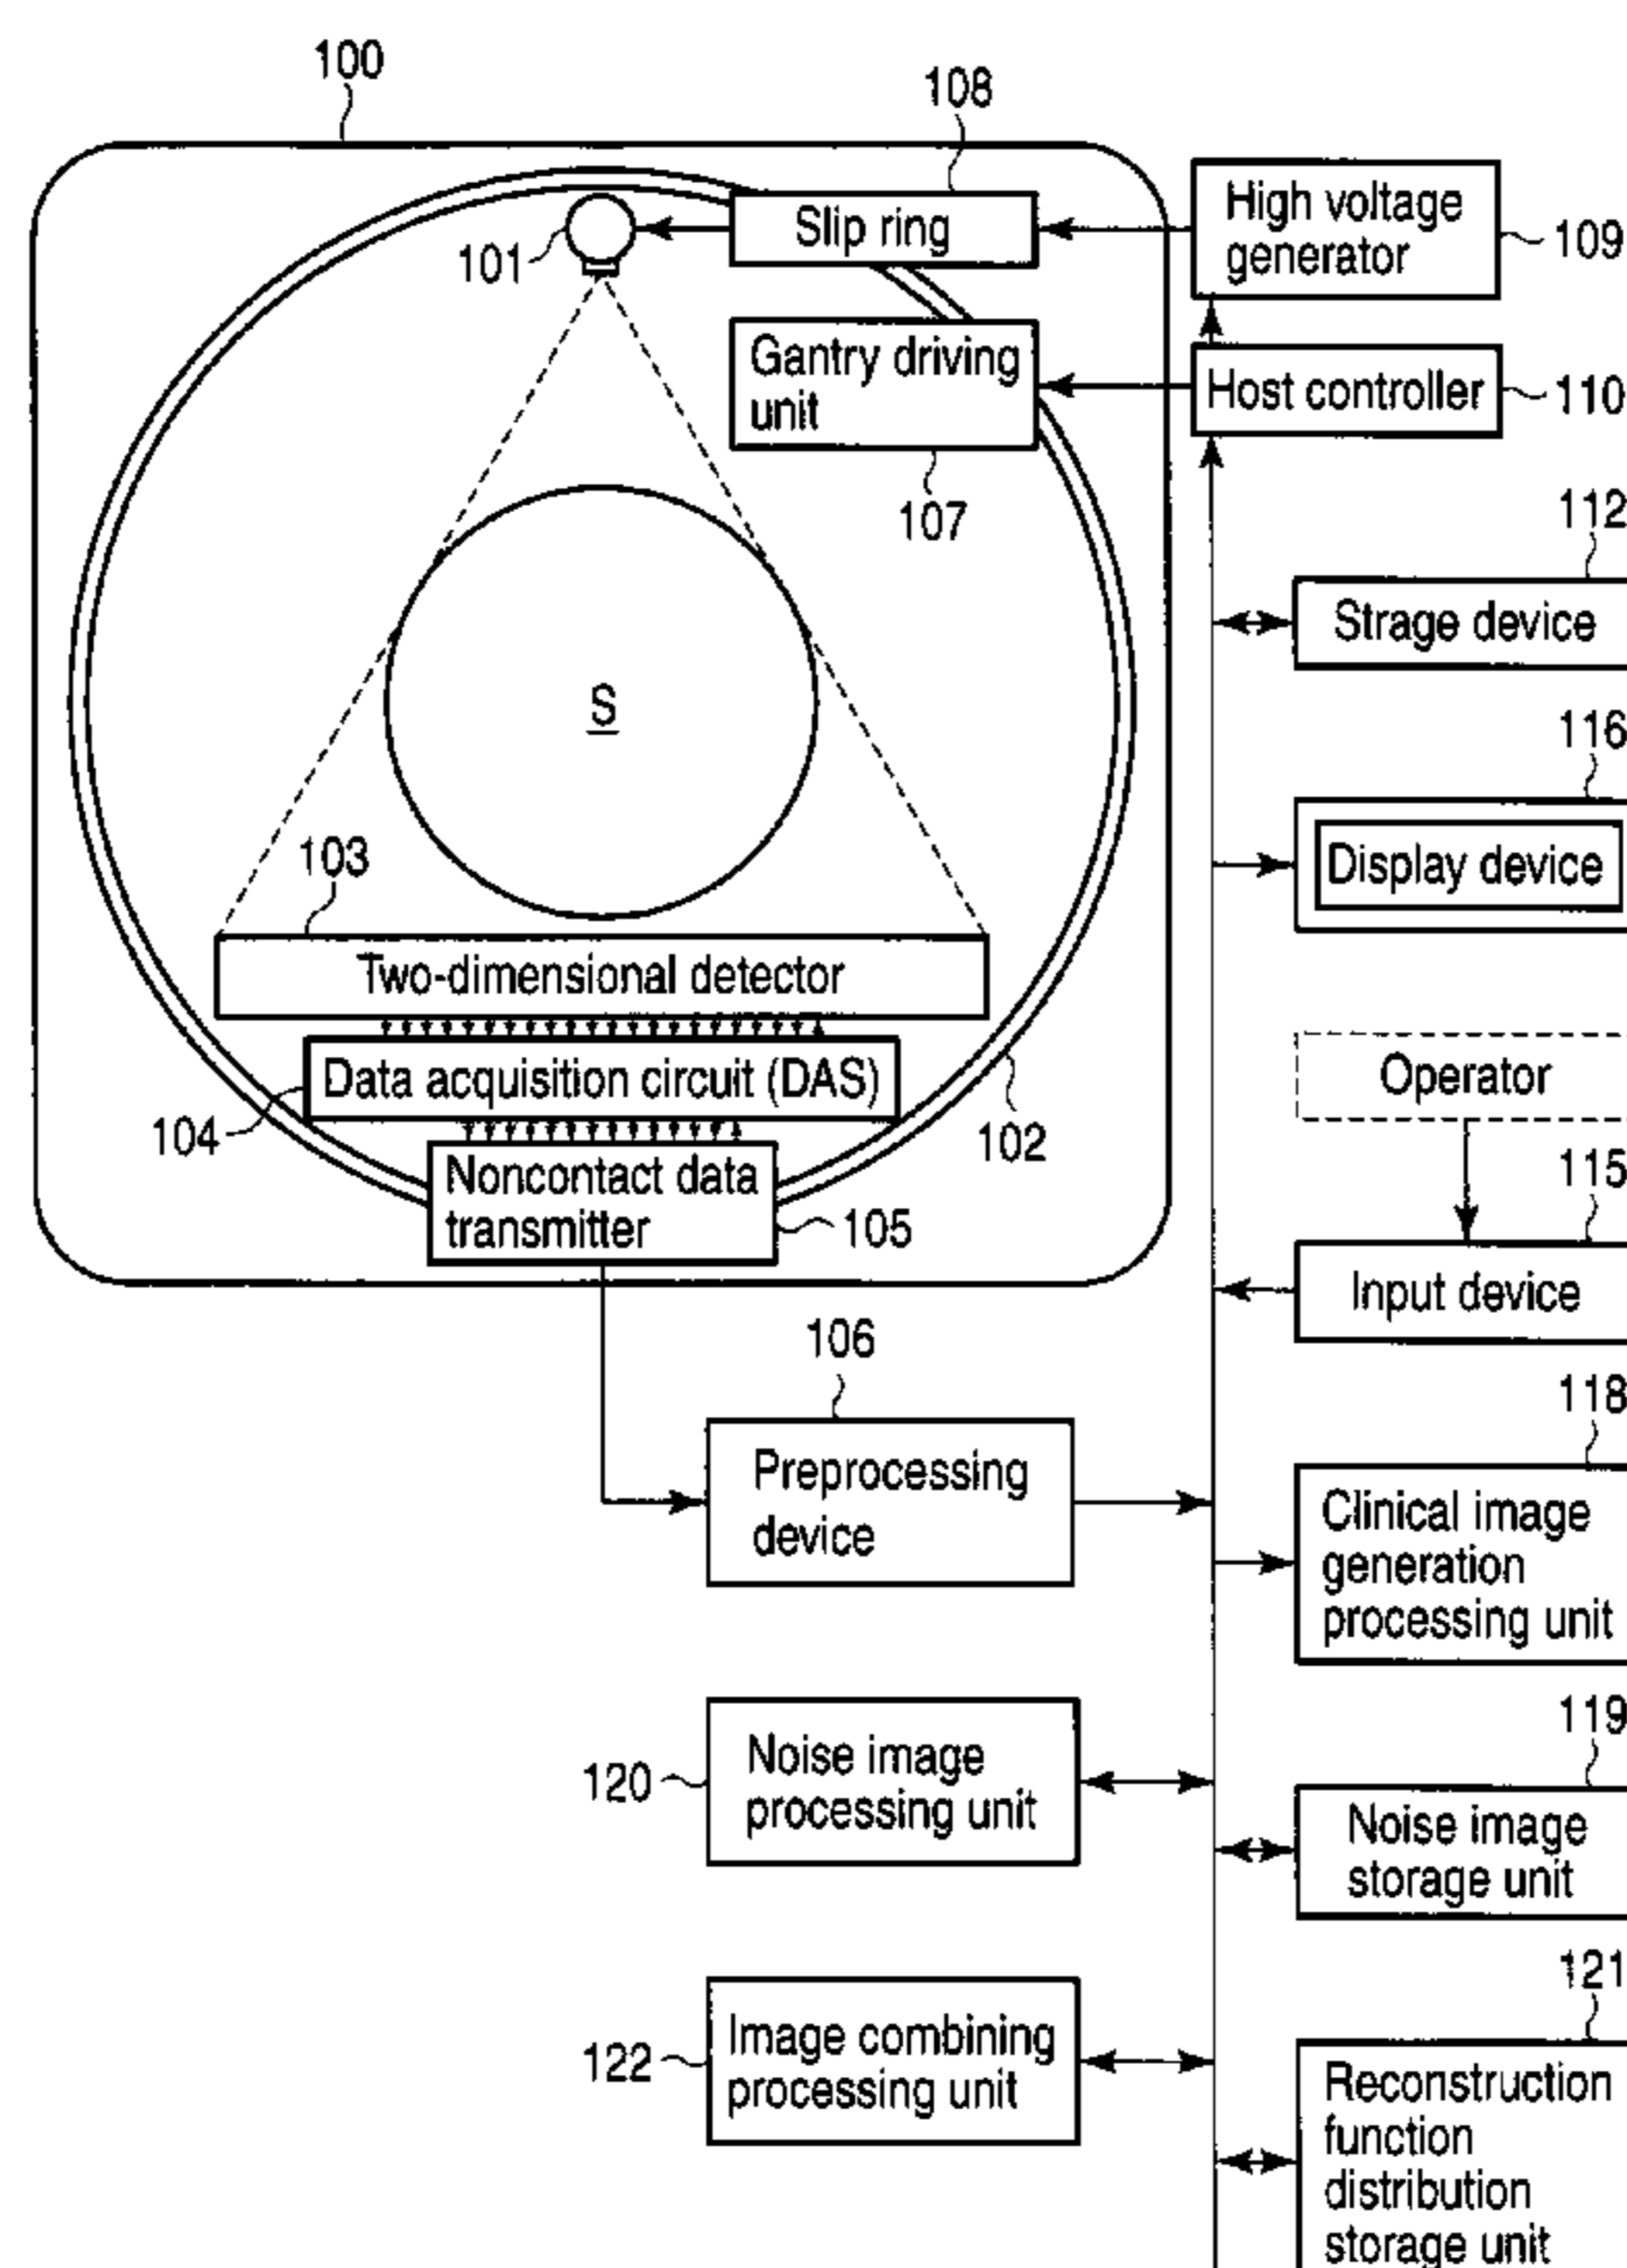 100
108
Slip ring
High voltage
generator
109
101
Gantry driving
unit
Host controller
110
107
112
Strage device
S
116
Display device
103
Two-dimensional detector
Data acquisition circuit (DAS)
104
102
Operator
Noncontact data
transmitter
105
115
Input device
106
Preprocessing
device
118
Clinical image
generation
processing unit
120
Noise image
processing unit
119
Noise image
storage unit
122
Image combining
processing unit
121
Reconstruction
function
distribution
storage unit